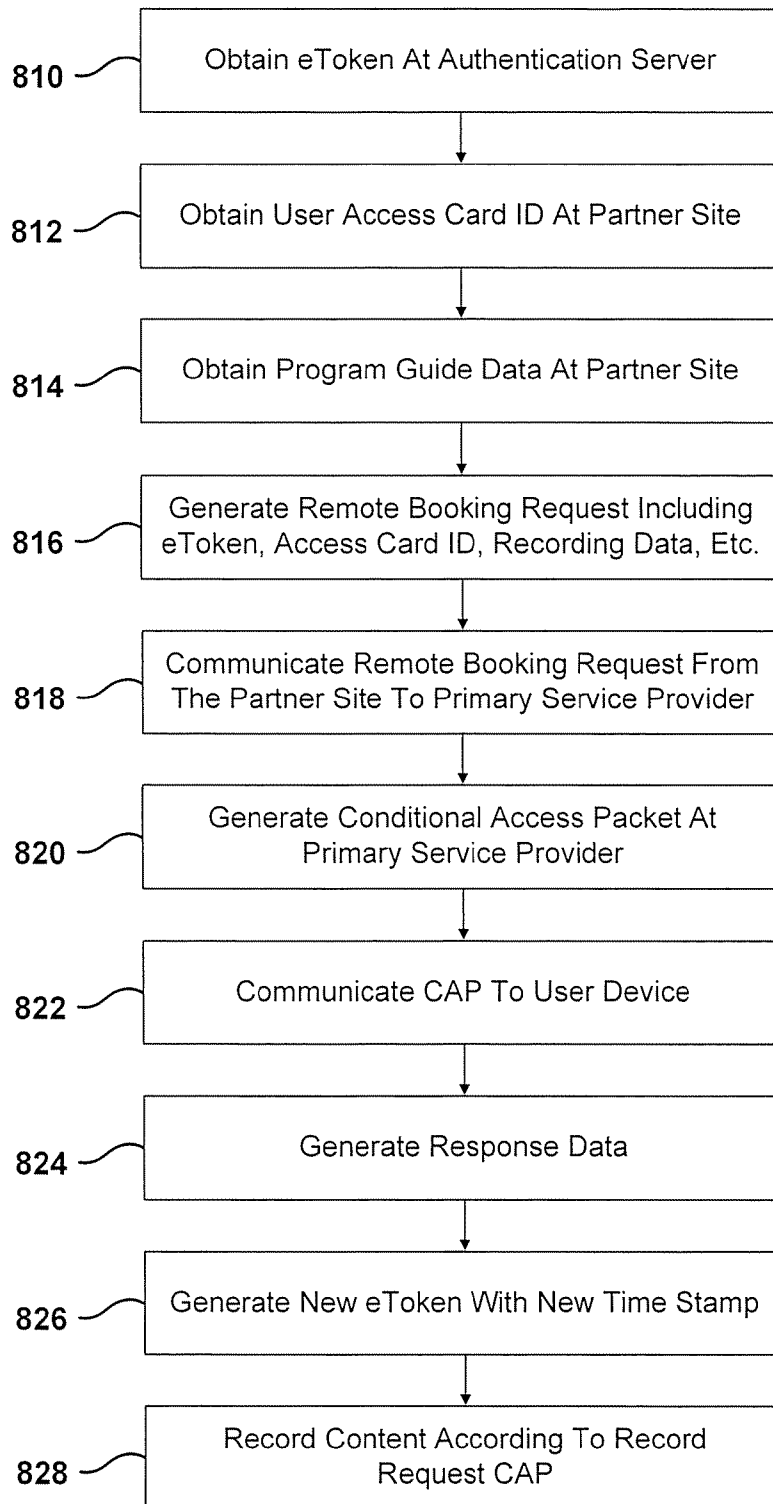 810
Obtain eToken At Authentication Server
812
Obtain User Access Card ID At Partner Site
814
Obtain Program Guide Data At Partner Site
816
Generate Remote Booking Request Including
eToken, Access Card ID, Recording Data, Etc.
818
Communicate Remote Booking Request From
The Partner Site To Primary Service Provider
820
Generate Conditional Access Packet At
Primary Service Provider
822
Communicate CAP To User Device
824
Generate Response Data
826
Generate New eToken With New Time Stamp
828
Record Content According To Record
Request CAP